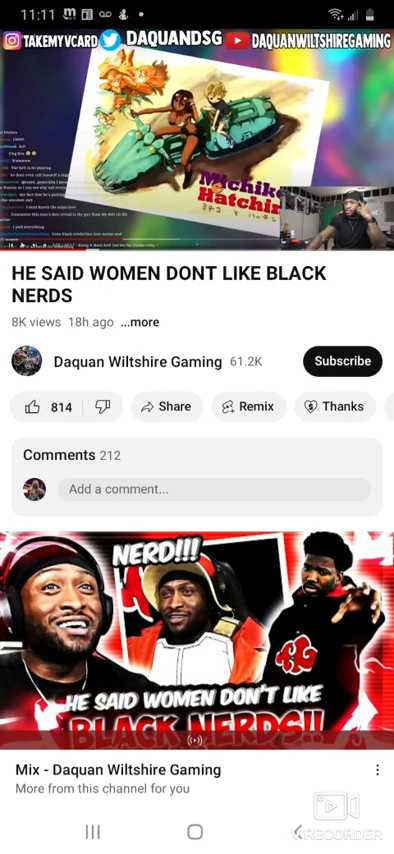 11:11
TAKEMYVCARD DAQUANDSG DAQUANWILTSHIREGAMING
Michiko
Hatchin
HE SAID WOMEN DONT LIKE BLACK
NERDS
8K views 18h ago ...more
Daquan Wiltshire Gaming 61.2K Subscribe
814 Share Remix Thanks
Comments 212
Add a comment...
NERD!!!
HE SAID WOMEN DON'T LIKE
BLACK NERDS!!
Mix - Daquan Wiltshire Gaming
More from this channel for you
RECORDER